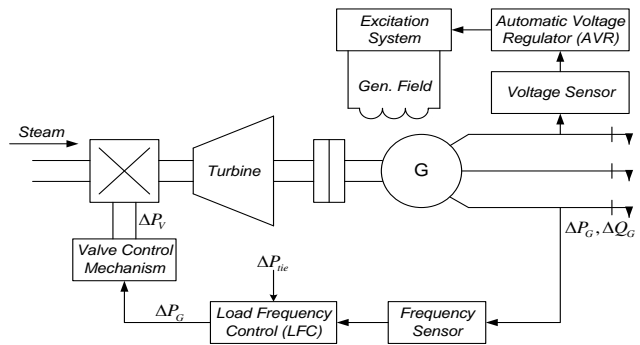 Excitation
System
Automatic Voltage
Regulator (AVR)
Gen. Field
Voltage Sensor
Steam
Turbine
G
ΔP_V
ΔP_G, ΔQ_G
Valve Control
Mechanism
ΔP_tie
ΔP_G
Load Frequency
Control (LFC)
Frequency
Sensor